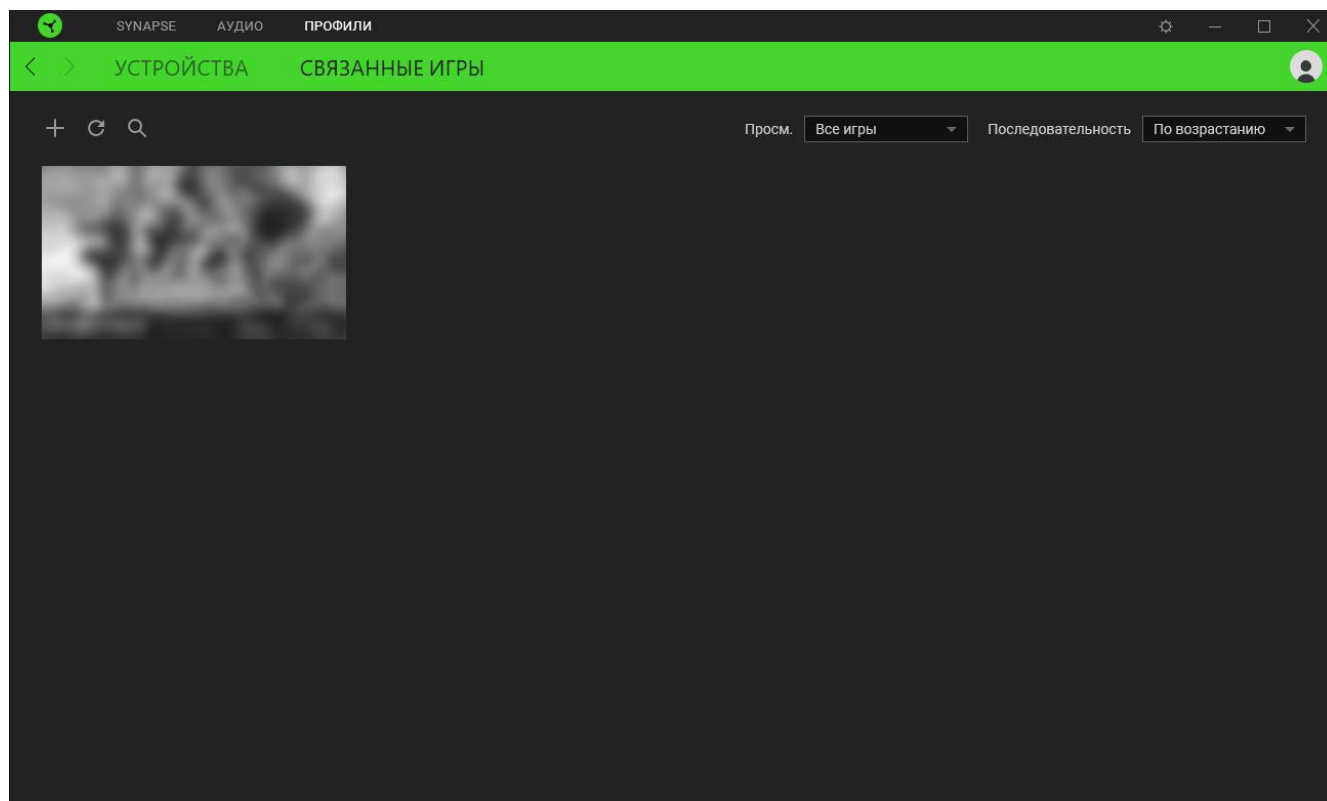 SYNAPSE АУДИО ПРОФИЛИ
УСТРОЙСТВА СВЯЗАННЫЕ ИГРЫ
Просм. Все игры Последовательность По возрастанию